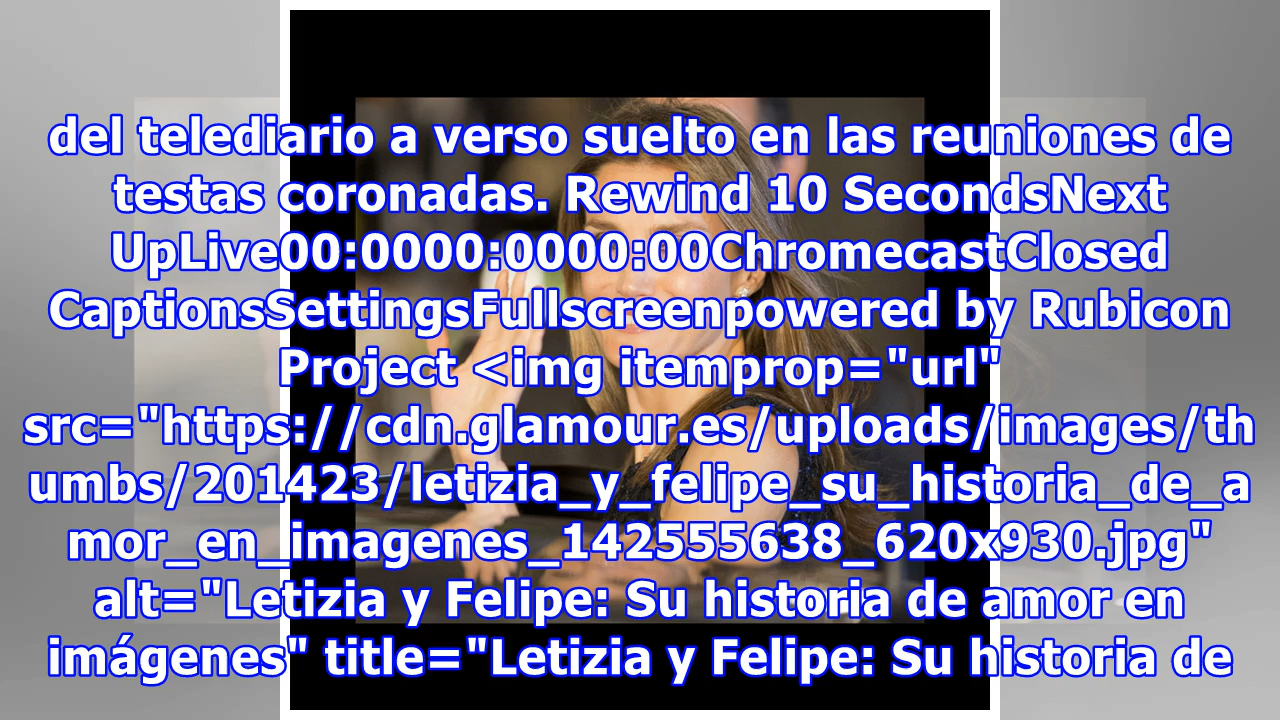 del telediario a verso suelto en las reuniones de
testas coronadas. Rewind 10 SecondsNext
UpLive00:0000:0000:00ChromecastClosed
CaptionsSettingsFullscreenpowered by Rubicon
Project <img itemprop="url"
src="https://cdn.glamour.es/uploads/images/th
umbs/201423/letizia_y_felipe_su_historia_de_a
mor_en_imagenes_142555638_620x930.jpg"
alt="Letizia y Felipe: Su historia de amor en
imágenes" title="Letizia y Felipe: Su historia de